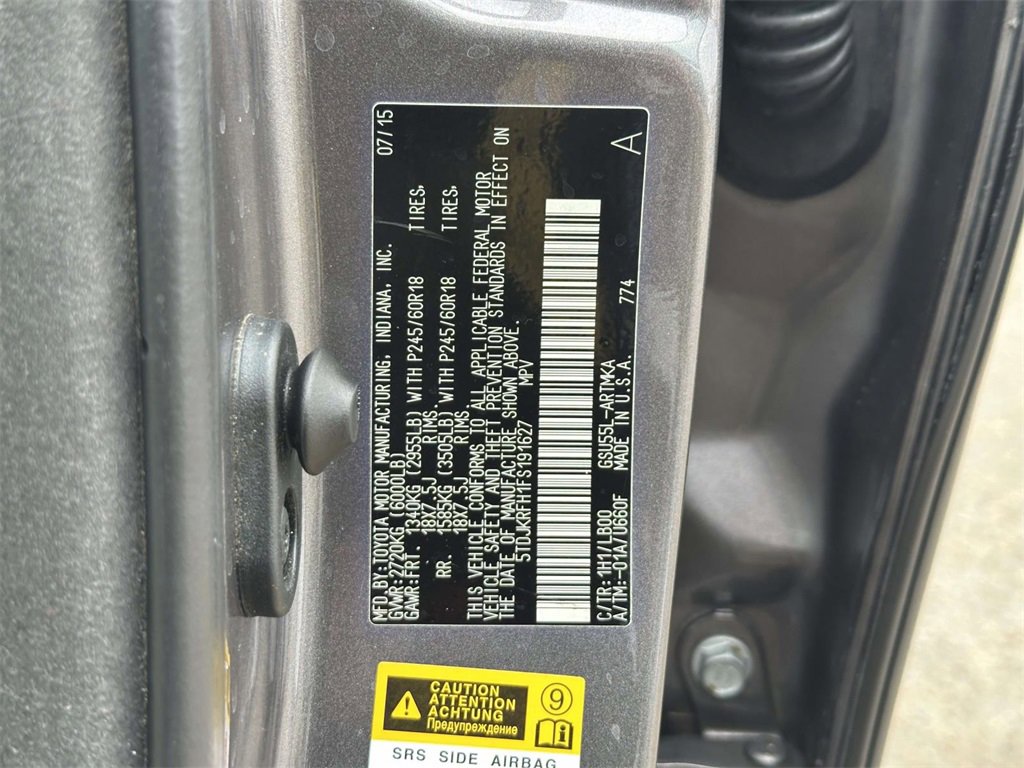 MFD.BY:TOYOTA MOTOR MANUFACTURING, INDIANA, INC. 07/15
GVWR:2720KG (6000LB)
GAWR:FRT. 1340KG (2955LB) WITH P245/60R18 TIRES,
18X7.5J RIMS.
RR. 1585KG (3505LB) WITH P245/60R18 TIRES,
18X7.5J RIMS.
THIS VEHICLE CONFORMS TO ALL APPLICABLE FEDERAL MOTOR
VEHICLE SAFETY AND THEFT PREVENTION STANDARDS IN EFFECT ON
THE DATE OF MANUFACTURE SHOWN ABOVE.
5TDJKRFH1FS191627 MPV
C/TR:1H1/LB00 GSU55L-ARTMKA
A/TM:-01A/U660F MADE IN U.S.A. 774 A
CAUTION
ATTENTION
ACHTUNG
Предупреждение
9
SRS SIDE AIRBAG